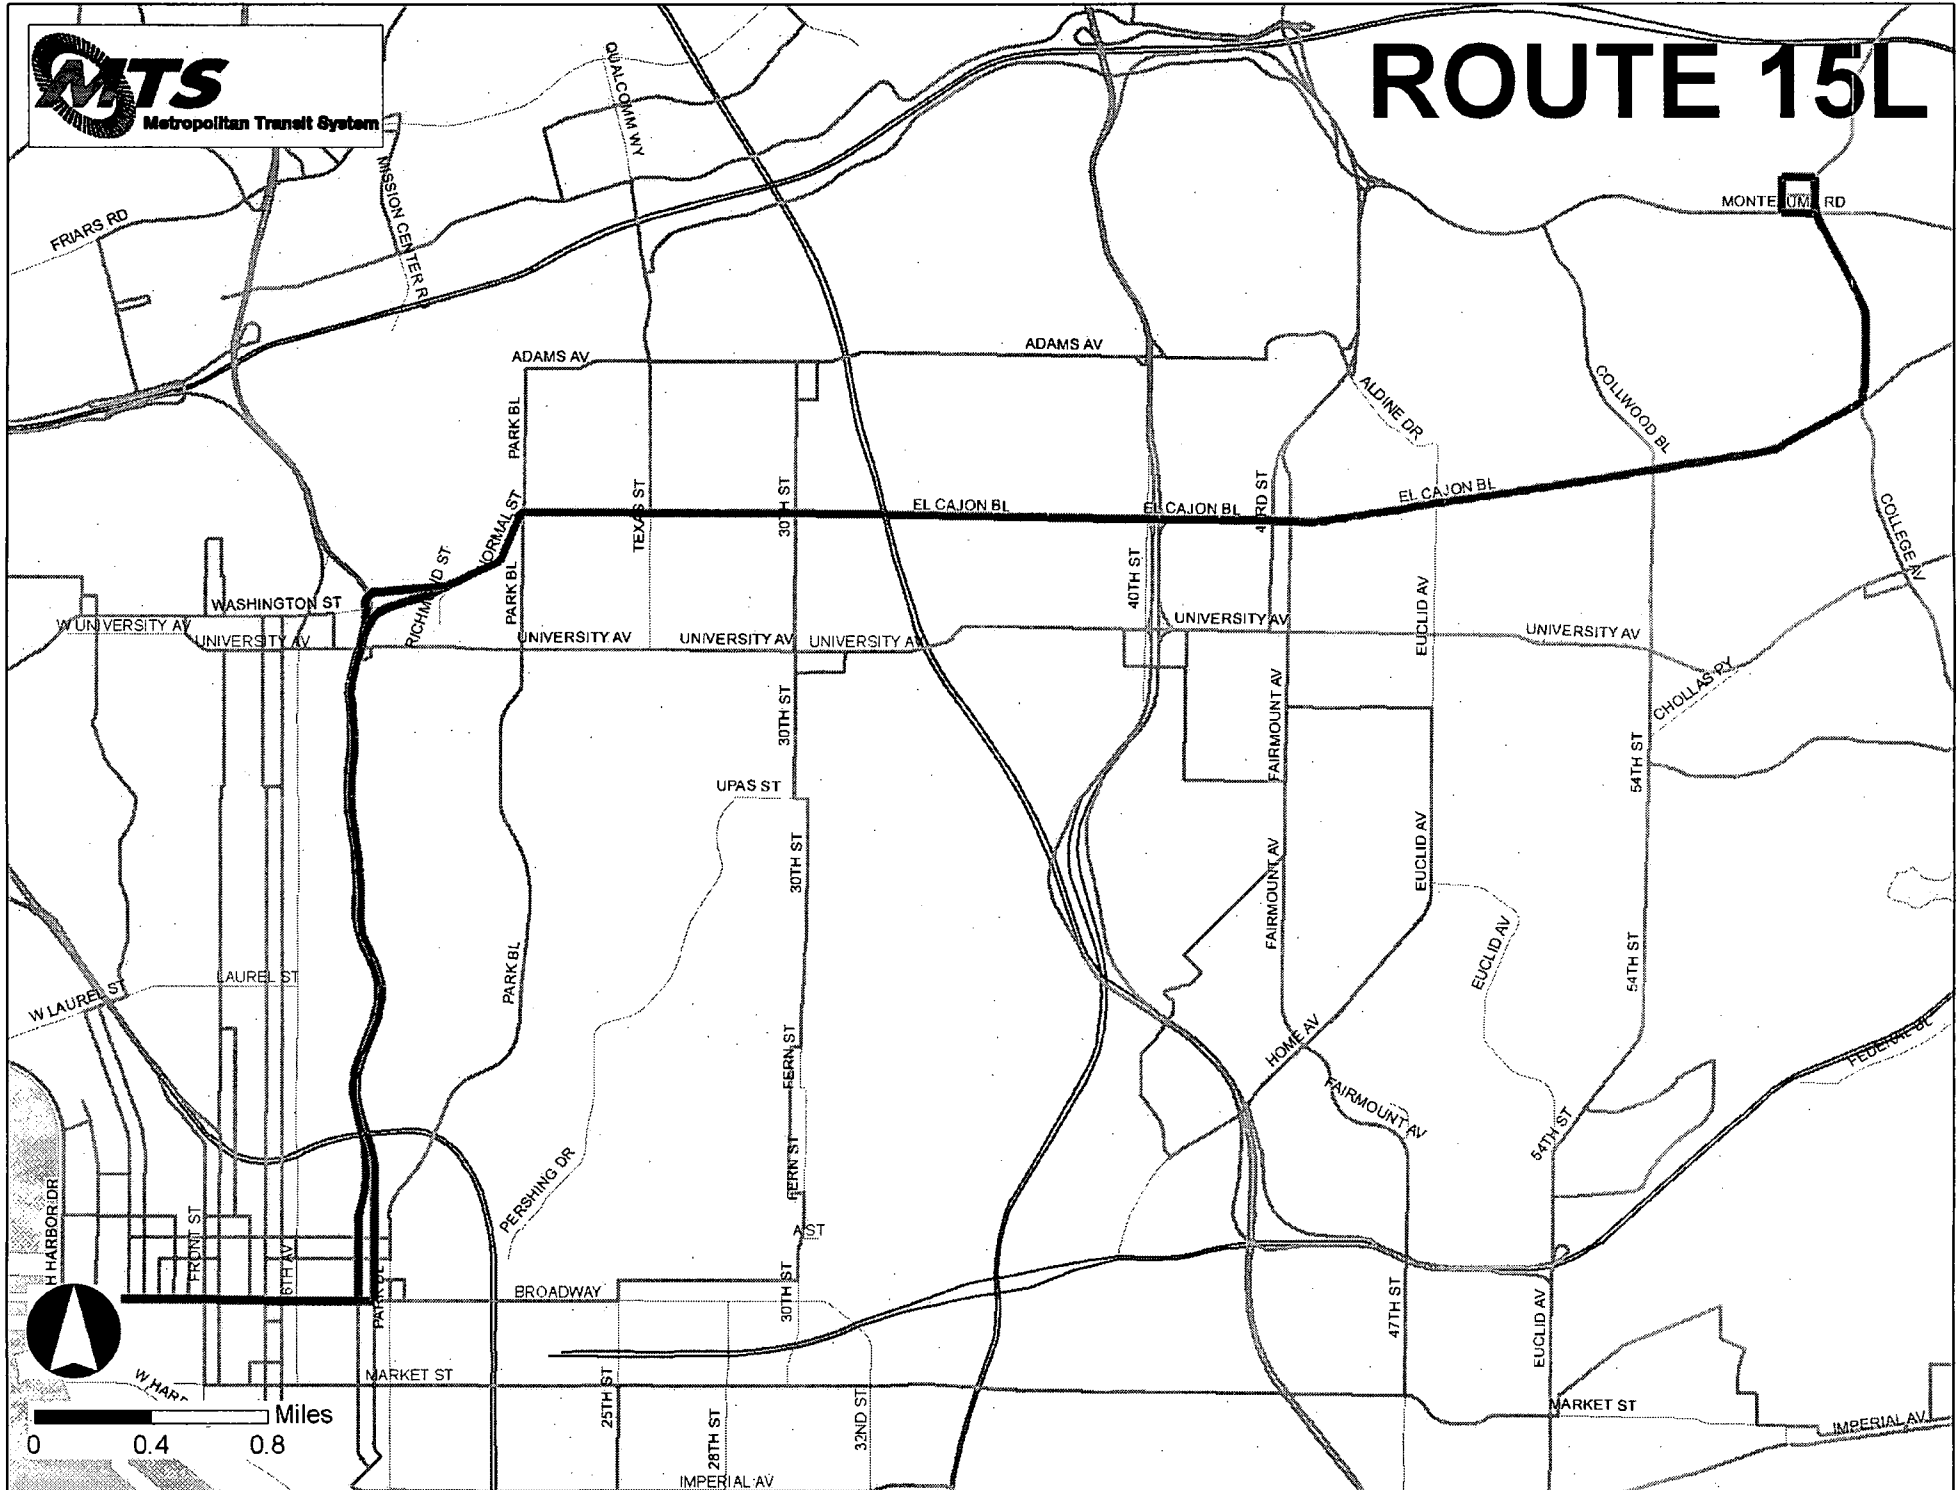 MTS
Metropolitan Transit System
ROUTE 15L
QUALCOMM WY
MISSION CENTER R
FRIARS RD
MONTE UM RD
ADAMS AV
ADAMS AV
PARK BL
ALDINE DR
COLLWOOD BL
NORMAL ST
TEXAS ST
30TH ST
EL CAJON BL
EL CAJON BL
RD ST
EL CAJON BL
COLLEGE AV
40TH ST
PARK BL
EUCLID AV
WASHINGTON ST
W UNIVERSITY AV
UNIVERSITY AV
UNIVERSITY AV
UNIVERSITY AV
UNIVERSITY AV
UNIVERSITY AV
UNIVERSITY AV
CHOLLAS PY
30TH ST
FAIRMOUNT AV
54TH ST
UPAS ST
30TH ST
FAIRMOUNT AV
EUCLID AV
PARK BL
EUCLID AV
54TH ST
LAUREL ST
W LAUREL ST
FERN ST
HOME AV
FEDERAL BL
FAIRMOUNT AV
54TH ST
PERSHING DR
FERN ST
H HARBOR DR
FRONT ST
6TH AV
A ST
30TH ST
BROADWAY
47TH ST
EUCLID AV
W HARF
MARKET ST
25TH ST
28TH ST
32ND ST
MARKET ST
IMPERIAL AV
IMPERIAL AV
Miles
0 0.4 0.8